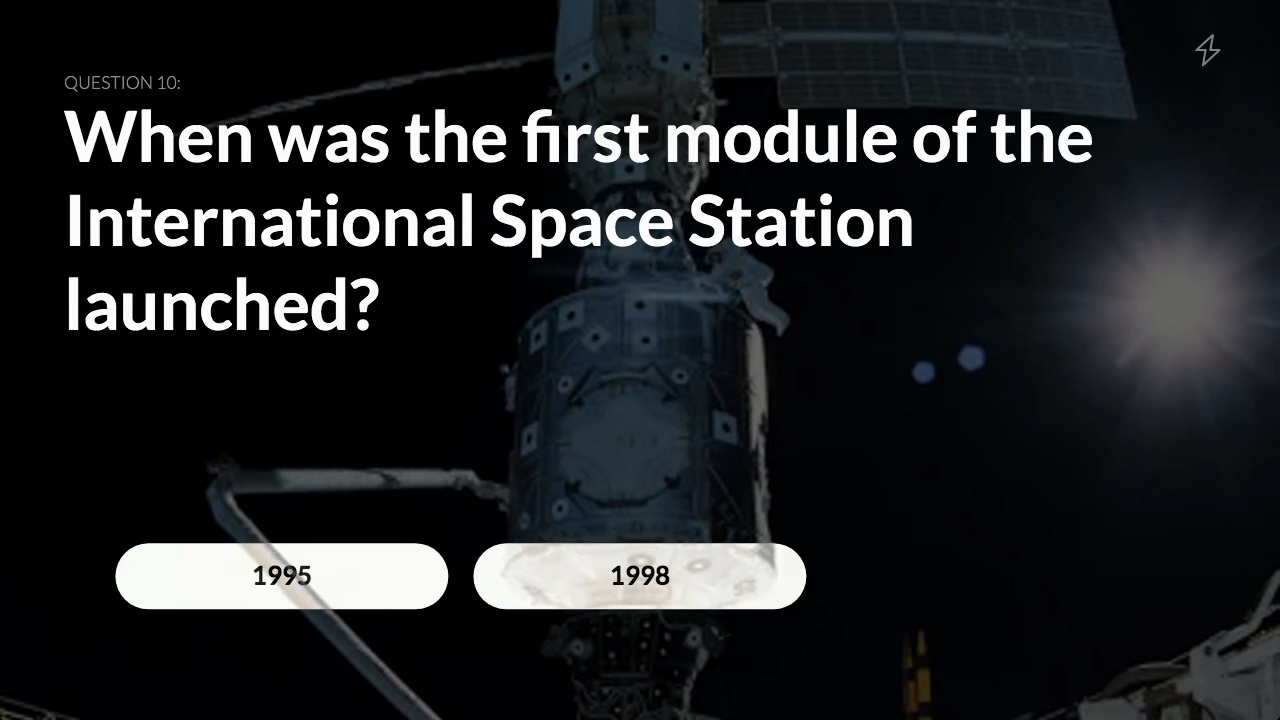 QUESTION 10:
When was the first module of the
International Space Station
launched?
1995
1998